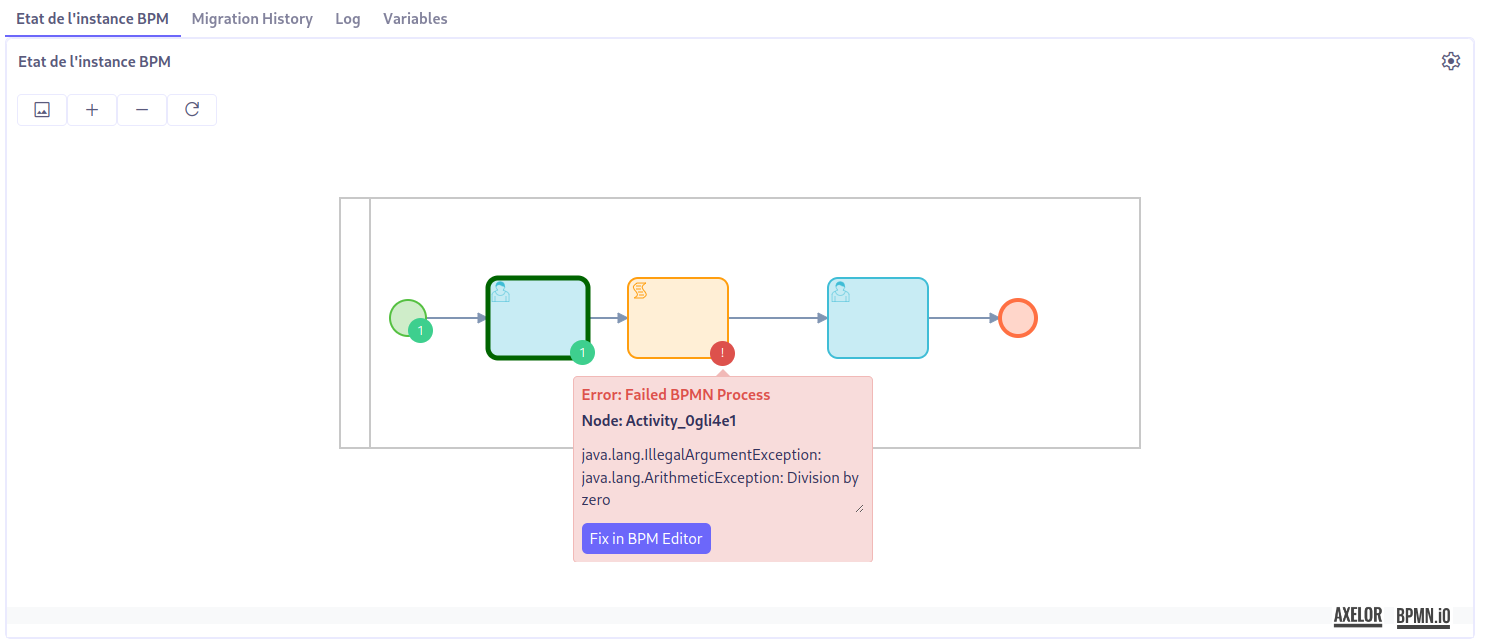 Etat de l'instance BPM Migration History Log Variables
Etat de l'instance BPM
1
1
!
Error: Failed BPMN Process
Node: Activity_0gli4e1
java.lang.IllegalArgumentException:
java.lang.ArithmeticException: Division by
zero
Fix in BPM Editor
AXELOR BPMN.iO